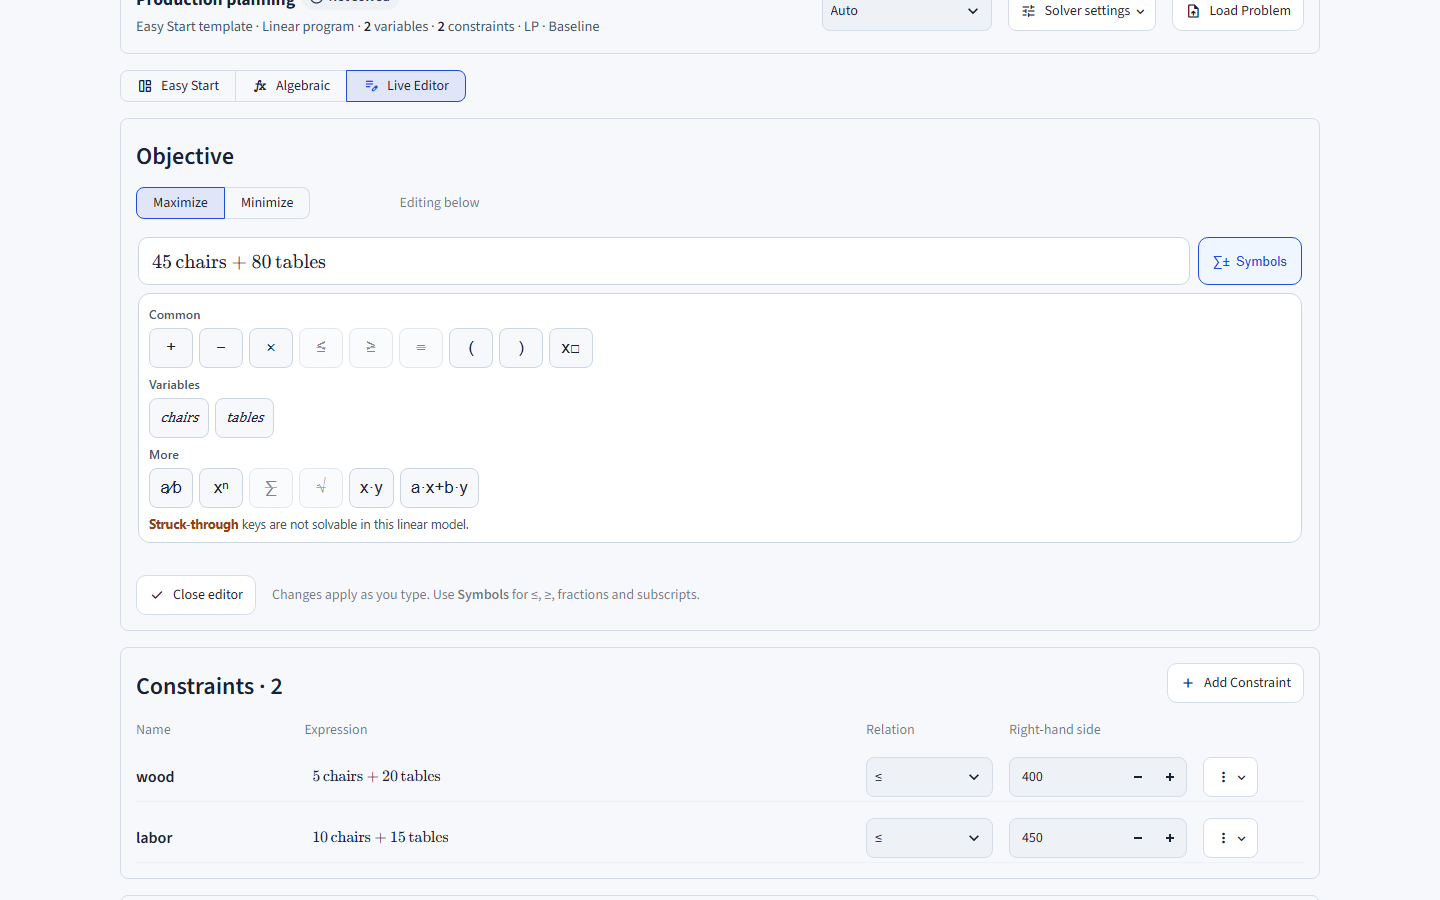 Production planning
Easy Start template · Linear program · 2 variables · 2 constraints · LP · Baseline
Auto
Solver settings
Load Problem
Easy Start
Algebraic
Live Editor
Objective
Maximize
Minimize
Editing below
45 chairs + 80 tables
∑± Symbols
Common
+ − × ≤ ≥ = ( ) x□
Variables
chairs tables
More
a⁄b xⁿ ∑ √ x·y a·x+b·y
Struck-through keys are not solvable in this linear model.
Close editor
Changes apply as you type. Use Symbols for ≤, ≥, fractions and subscripts.
Constraints · 2
Add Constraint
Name Expression Relation Right-hand side
wood 5 chairs + 20 tables ≤ 400 − +
labor 10 chairs + 15 tables ≤ 450 − +